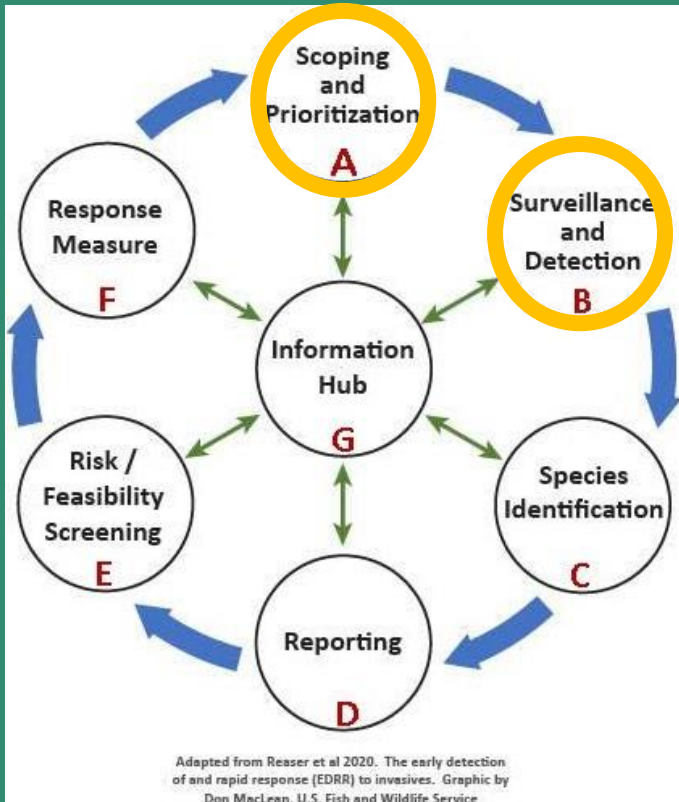 Scoping
and
Prioritization
A
Surveillance
and
Detection
B
Species
Identification
C
Reporting
D
Risk /
Feasibility
Screening
E
Response
Measure
F
Information
Hub
G
Adapted from Reaser et al 2020. The early detection
of and rapid response (EDRR) to invasives. Graphic by
Don MacLean, U.S. Fish and Wildlife Service